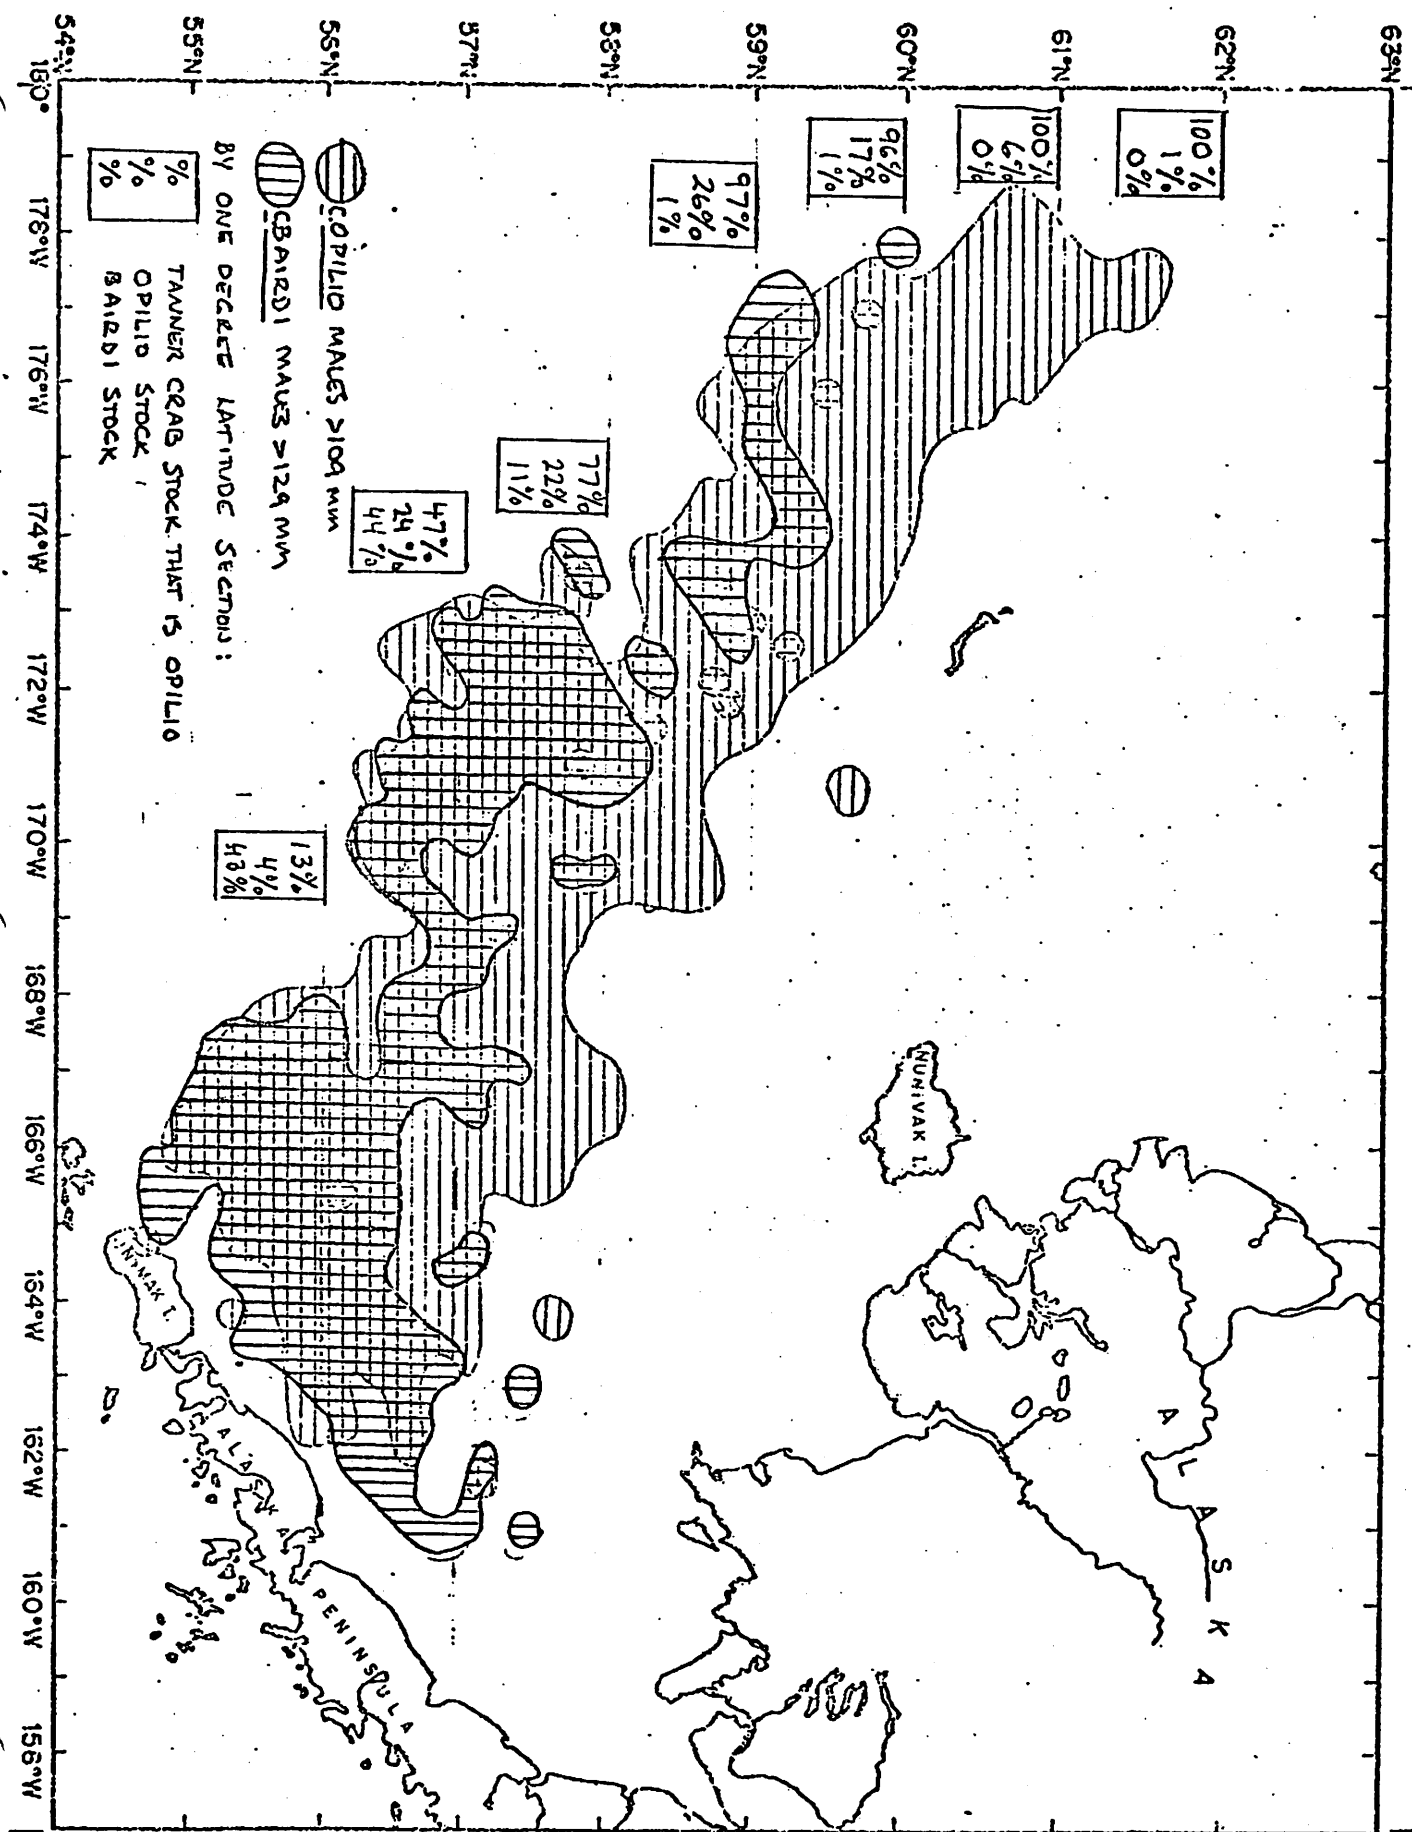 63°N
62°N
61°N
60°N
59°N
58°N
57°N
56°N
55°N
54°N
180°
178°W
176°W
174°W
172°W
170°W
168°W
166°W
164°W
162°W
160°W
158°W
100%
1%
0%
100%
6%
0%
96%
17%
1%
97%
26%
1%
77%
22%
11%
47%
24%
44%
13%
4%
43%
C.OPILIO MALES >109 MM
C.BAIRDI MALES >129 MM
BY ONE DEGREE LATITUDE SECTION:
% TANNER CRAB STOCK THAT IS OPILIO
% OPILIO STOCK
% BAIRDI STOCK
NUNIVAK I.
UNIMAK I.
ALASKA
ALASKA PENINSULA